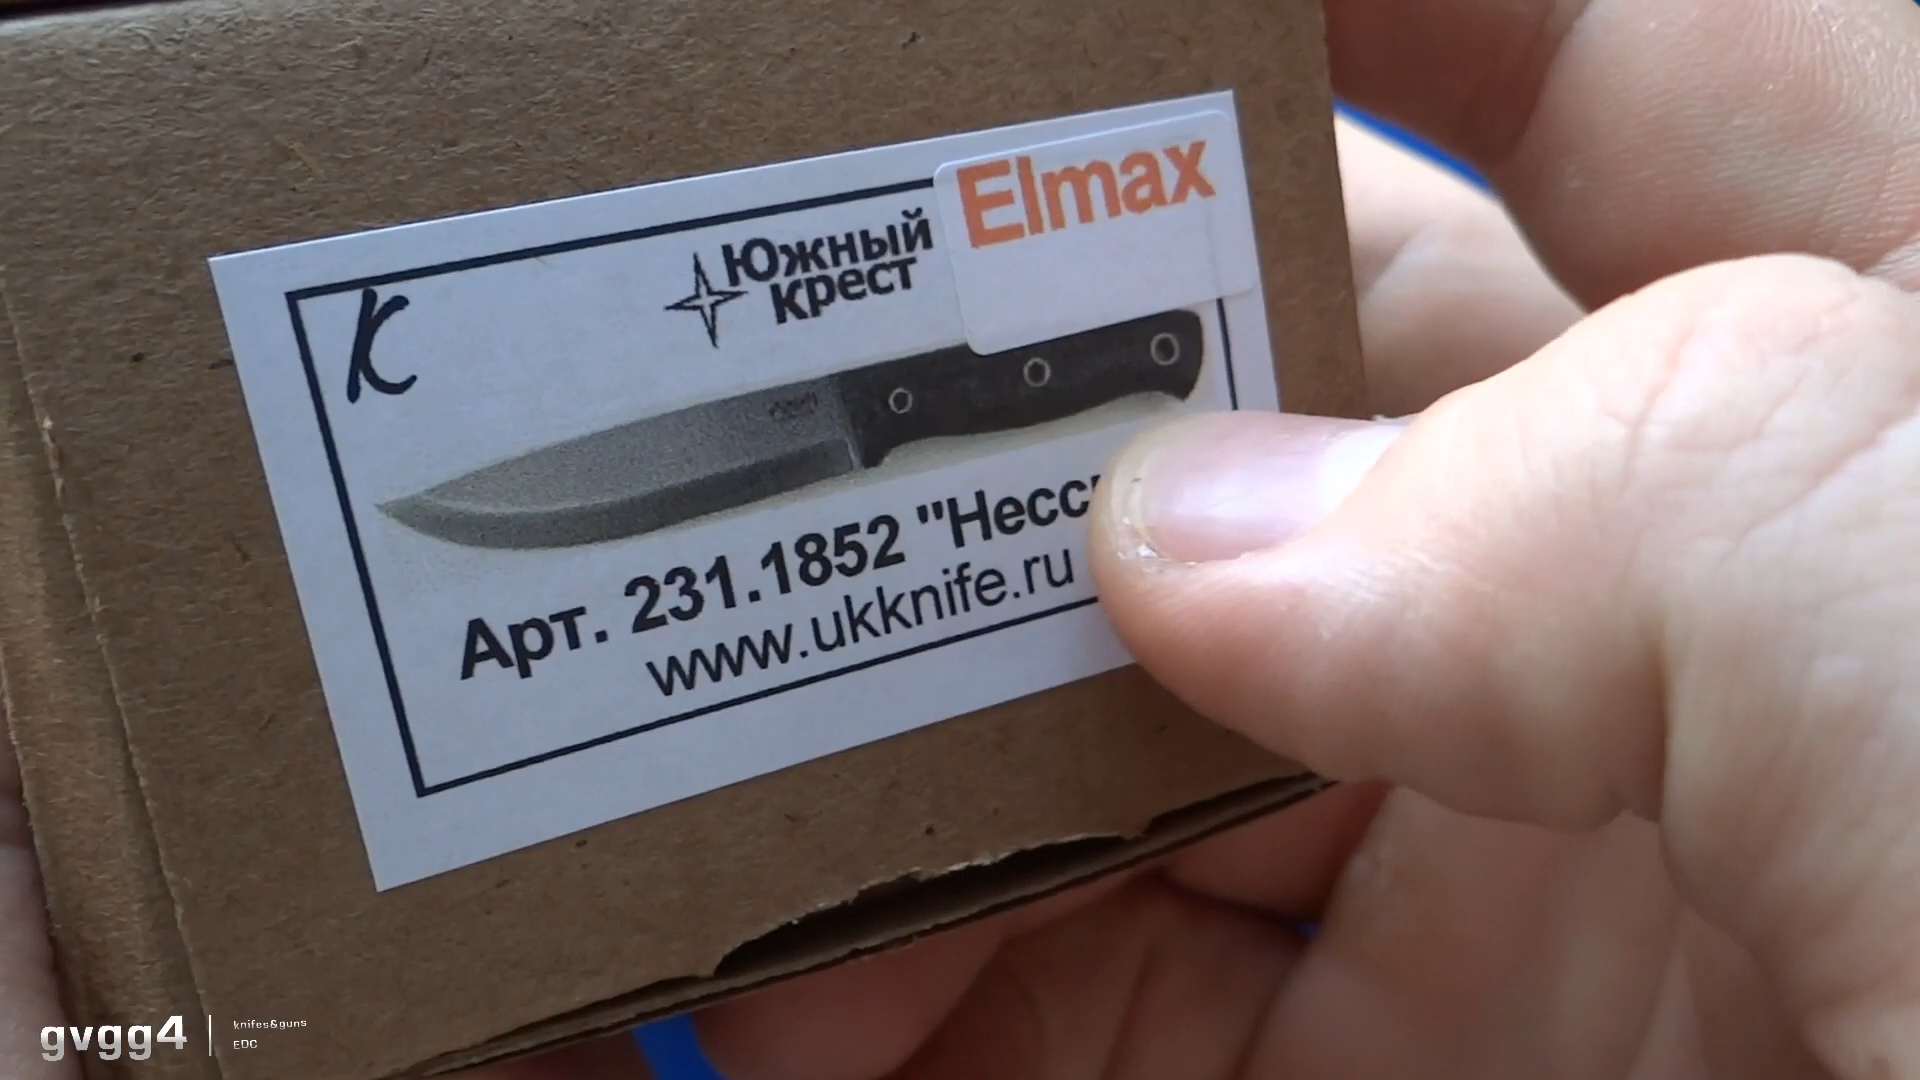 Elmax
Южный
крест
K
Арт. 231.1852 "Несс
www.ukknife.ru
gvgg4
knifes&guns
EDC